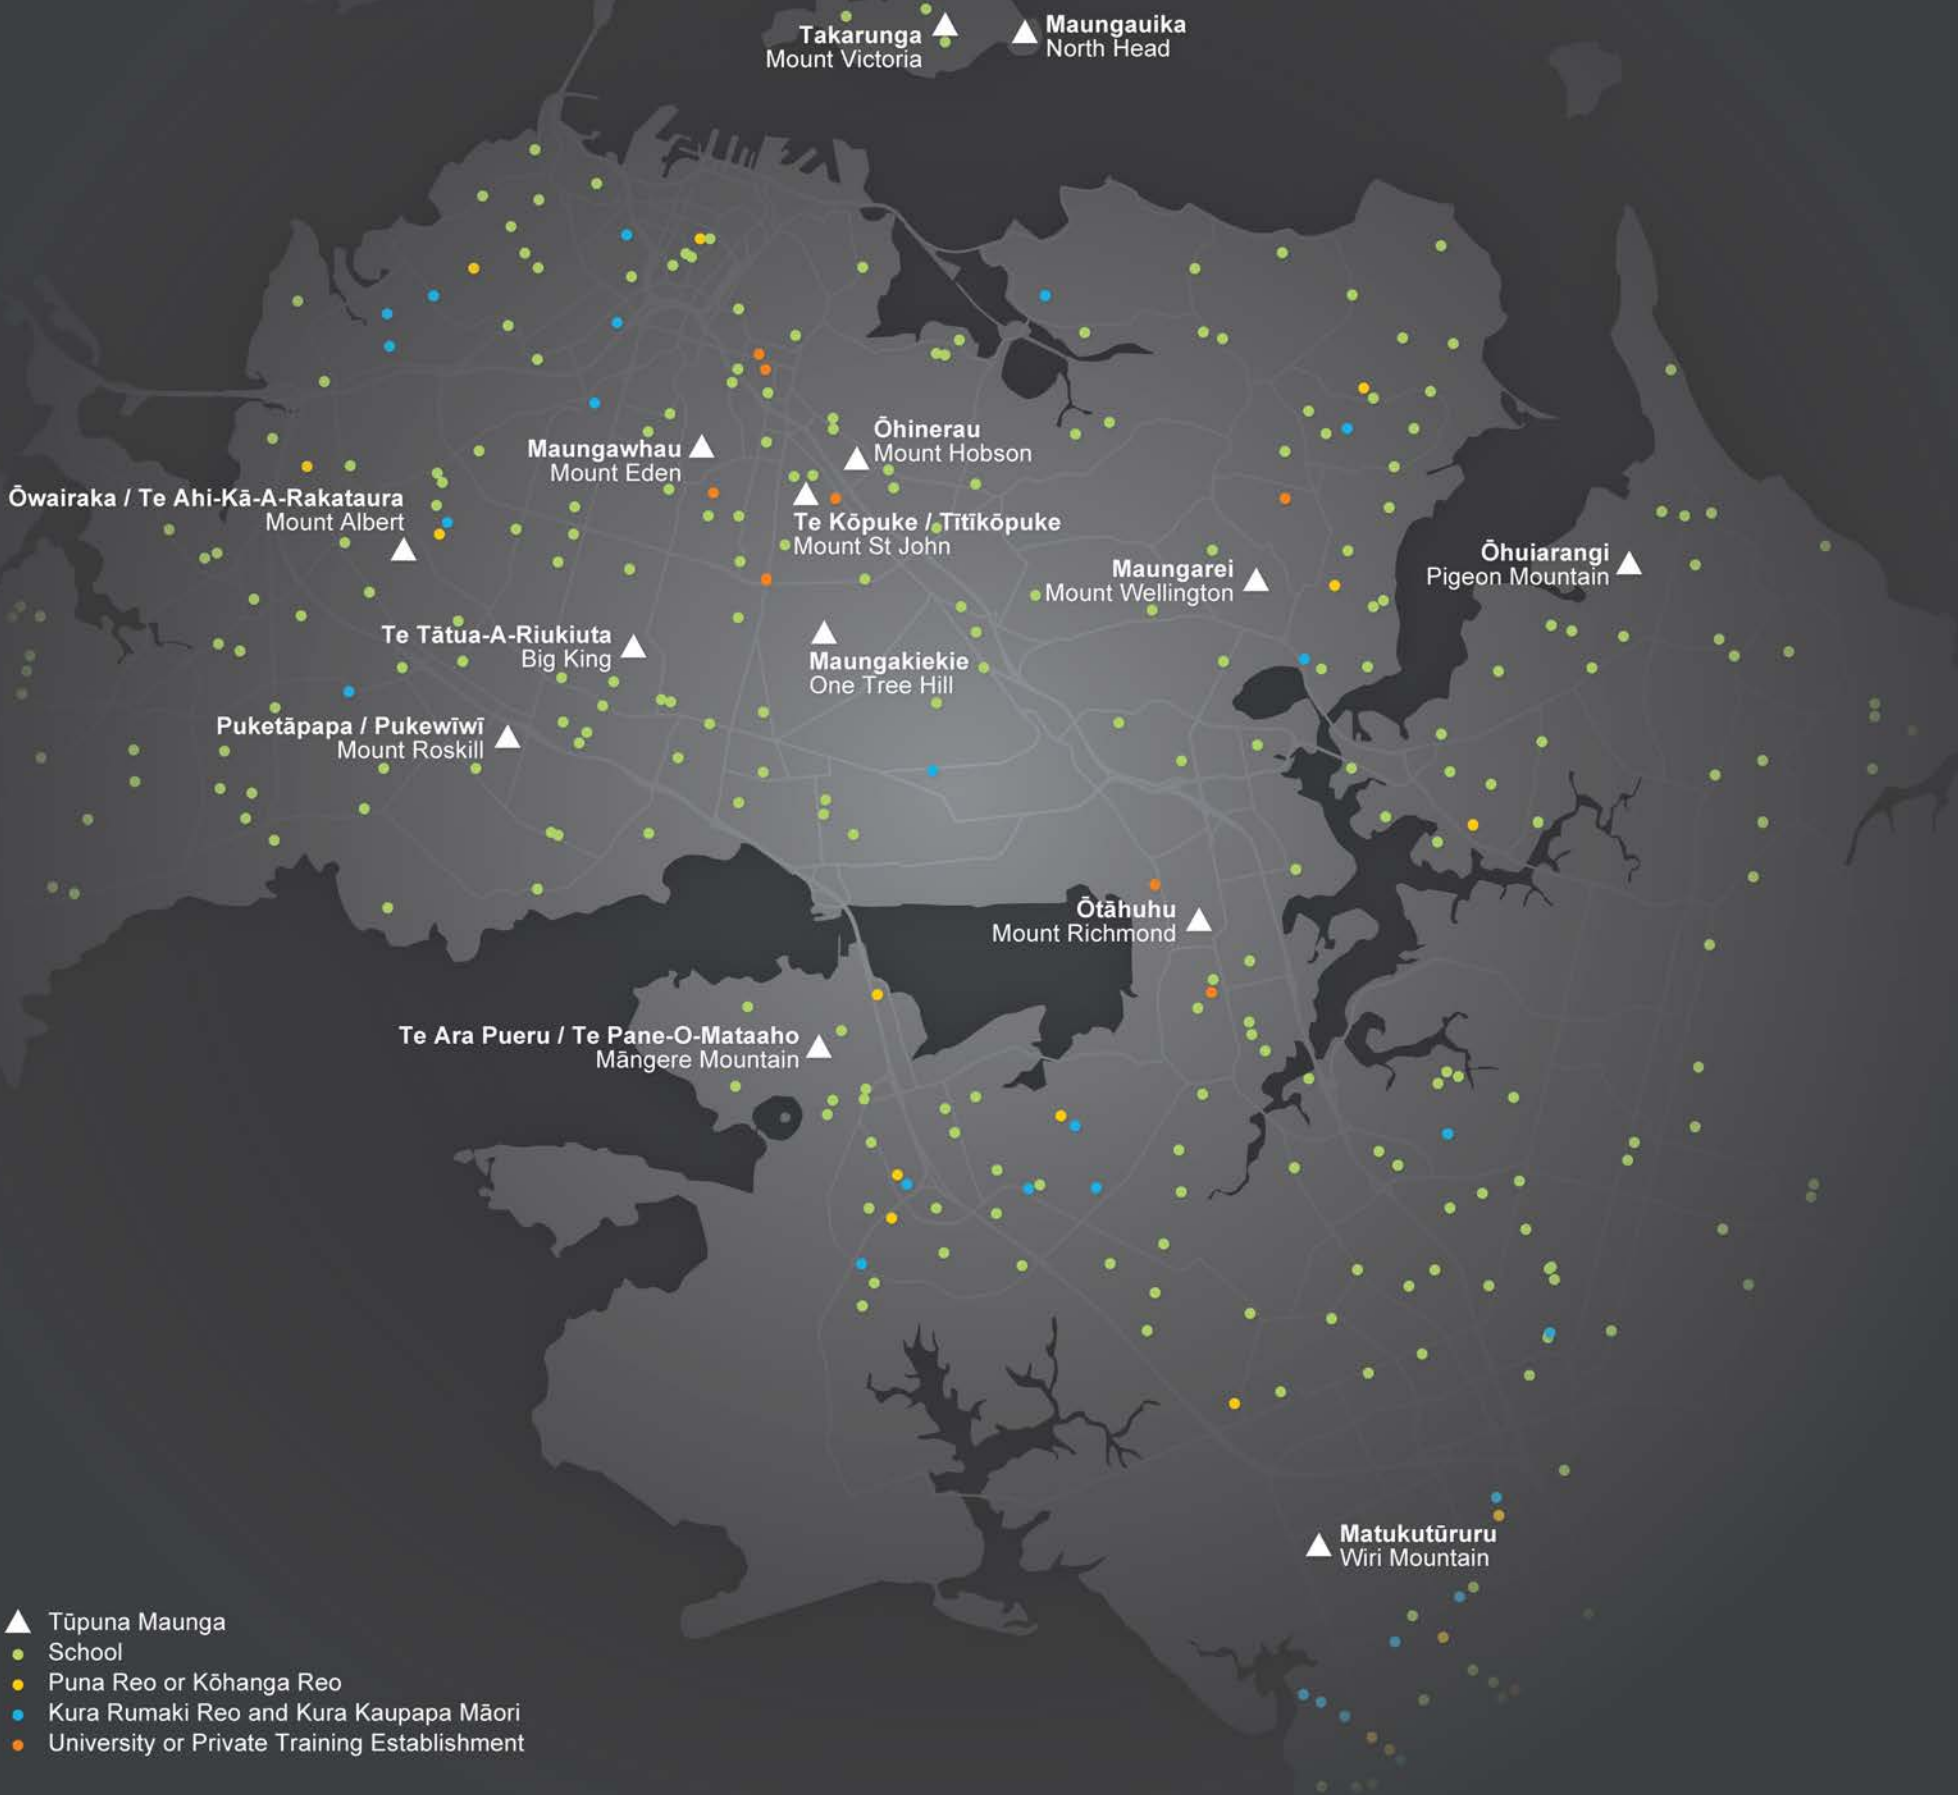 Takarunga
Mount Victoria
Maungauika
North Head
Ōhinerau
Mount Hobson
Maungawhau
Mount Eden
Ōwairaka / Te Ahi-Kā-A-Rakataura
Mount Albert
Te Kōpuke / Tītīkōpuke
Mount St John
Ōhuiarangi
Pigeon Mountain
Maungarei
Mount Wellington
Te Tātua-A-Riukiuta
Big King
Maungakiekie
One Tree Hill
Puketāpapa / Pukewīwī
Mount Roskill
Ōtāhuhu
Mount Richmond
Te Ara Pueru / Te Pane-O-Mataaho
Māngere Mountain
Matukutūruru
Wiri Mountain
Tūpuna Maunga
School
Puna Reo or Kōhanga Reo
Kura Rumaki Reo and Kura Kaupapa Māori
University or Private Training Establishment